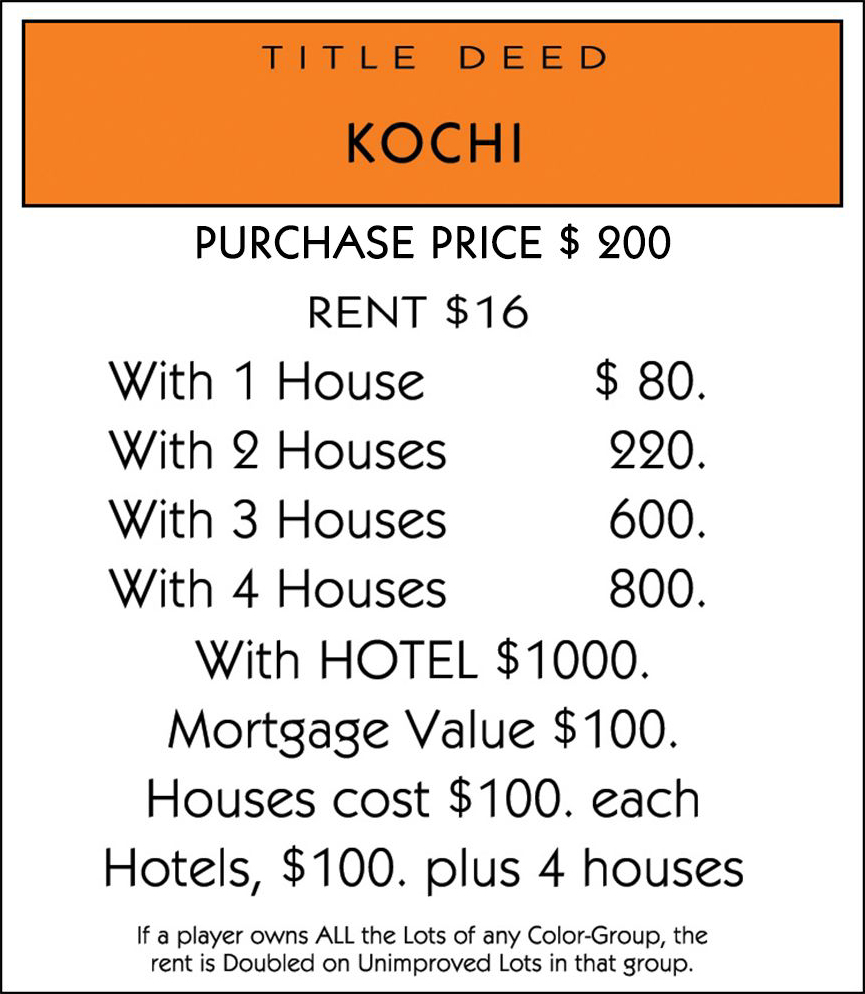 TITLE DEED
KOCHI
PURCHASE PRICE $ 200
RENT $16
With 1 House $ 80.
With 2 Houses 220.
With 3 Houses 600.
With 4 Houses 800.
With HOTEL $1000.
Mortgage Value $100.
Houses cost $100. each
Hotels, $100. plus 4 houses
If a player owns ALL the Lots of any Color-Group, the
rent is Doubled on Unimproved Lots in that group.